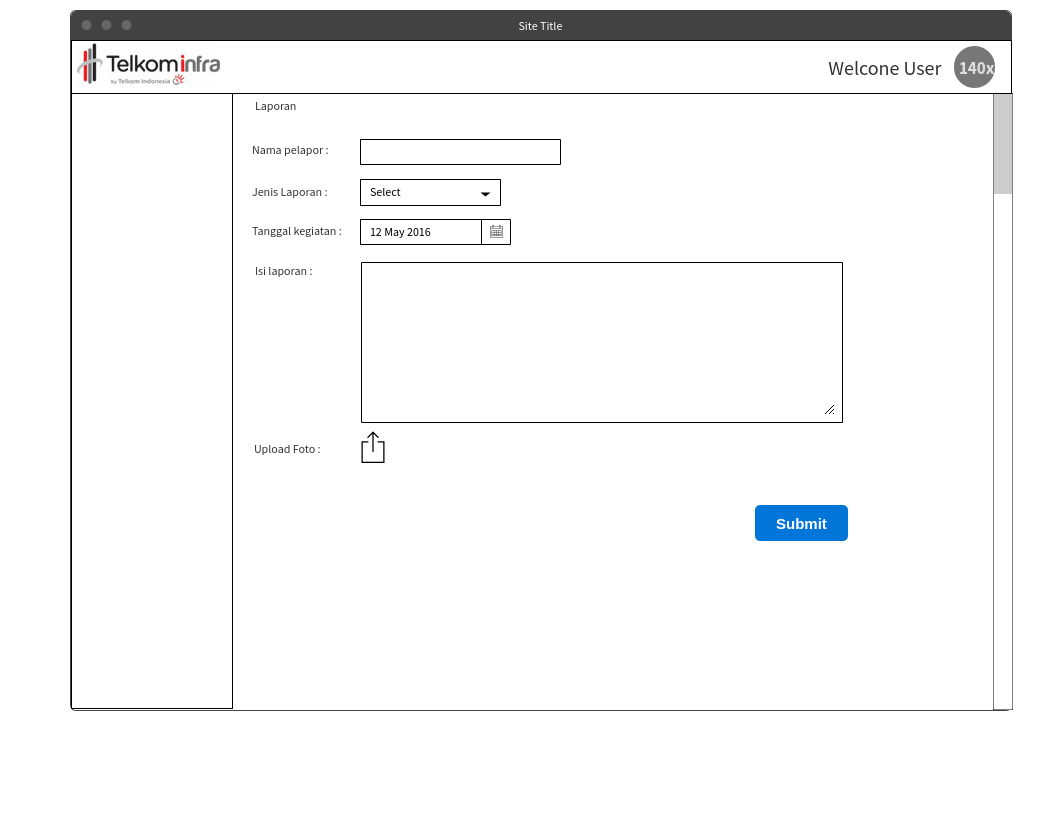 Site Title
Telkominfra
by Telkom Indonesia
Welcone User
140x
Laporan
Nama pelapor :
Jenis Laporan :
Select
Tanggal kegiatan :
12 May 2016
Isi laporan :
Upload Foto :
Submit